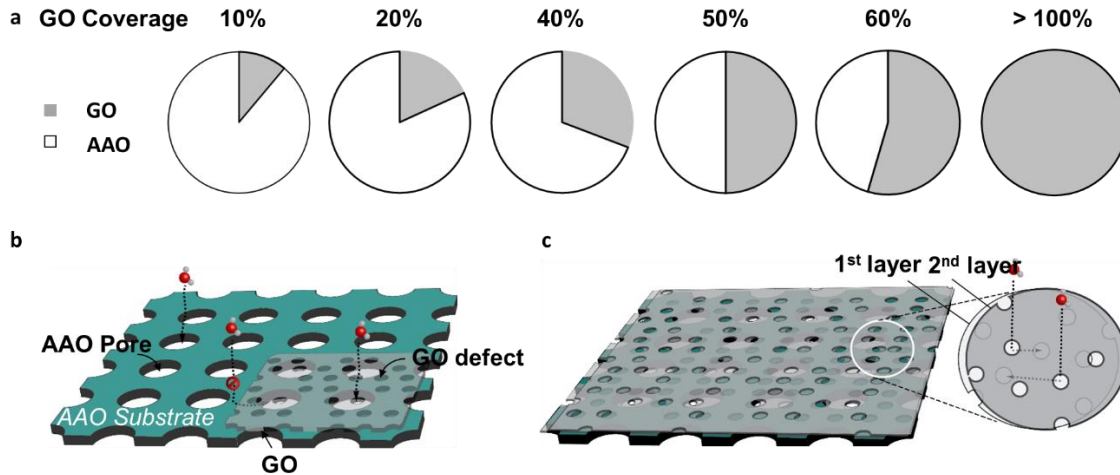 a GO Coverage 10% 20% 40% 50% 60% > 100%
GO
AAO
b
AAO Pore
GO defect
AAO Substrate
GO
c
1st layer 2nd layer